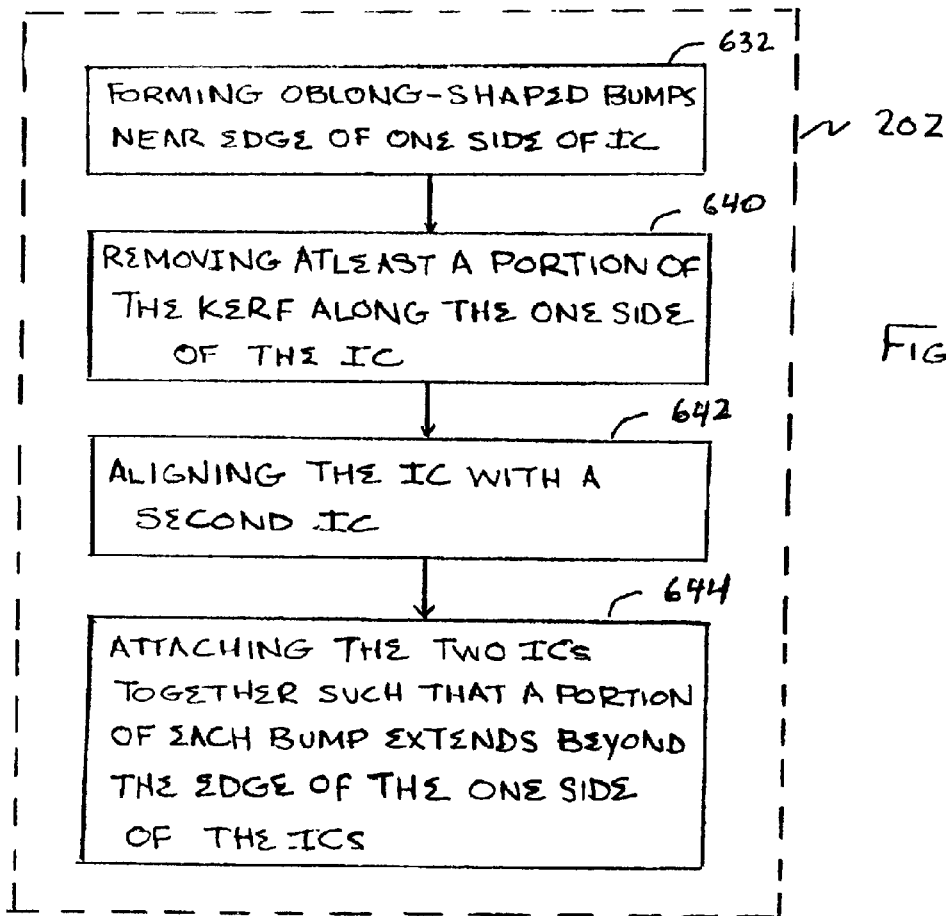 632
FORMING OBLONG-SHAPED BUMPS
NEAR EDGE OF ONE SIDE OF IC
202
640
REMOVING ATLEAST A PORTION OF
THE KERF ALONG THE ONE SIDE
OF THE IC
FIG
642
ALIGNING THE IC WITH A
SECOND IC
644
ATTACHING THE TWO ICs
TOGETHER SUCH THAT A PORTION
OF EACH BUMP EXTENDS BEYOND
THE EDGE OF THE ONE SIDE
OF THE ICs